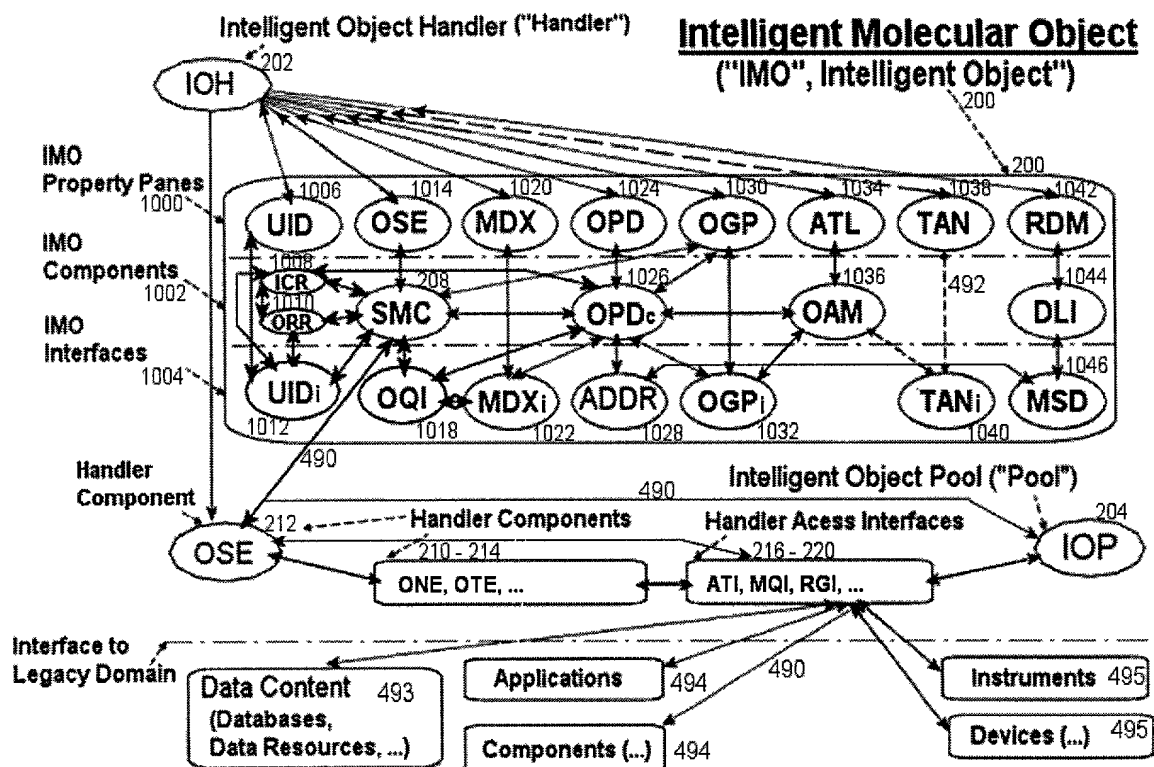 Intelligent Object Handler ("Handler")
202
IOH
Intelligent Molecular Object
("IMO", Intelligent Object")
200
200
IMO
Property Panes
1000
1006 1014 1020 1024 1030 1034 1038 1042
UID OSE MDX OPD OGP ATL TAN RDM
IMO
Components
1002
1008
ICR
1010
ORR
208
SMC
1026
OPDc
1036
OAM
492
1044
DLI
IMO
Interfaces
1004
1046
UIDi OQI MDXi ADDR OGPi TANi MSD
1012 1018 1022 1028 1032 1040
490
Handler
Component
490
Intelligent Object Pool ("Pool")
212
OSE
Handler Components
210 - 214
ONE, OTE, ...
Handler Acess Interfaces
216 - 220
ATI, MQI, RGI, ...
204
IOP
Interface to
Legacy Domain
Data Content 493
(Databases,
Data Resources, ...)
Applications
494
490
Components (...) 494
Instruments 495
Devices (...) 495